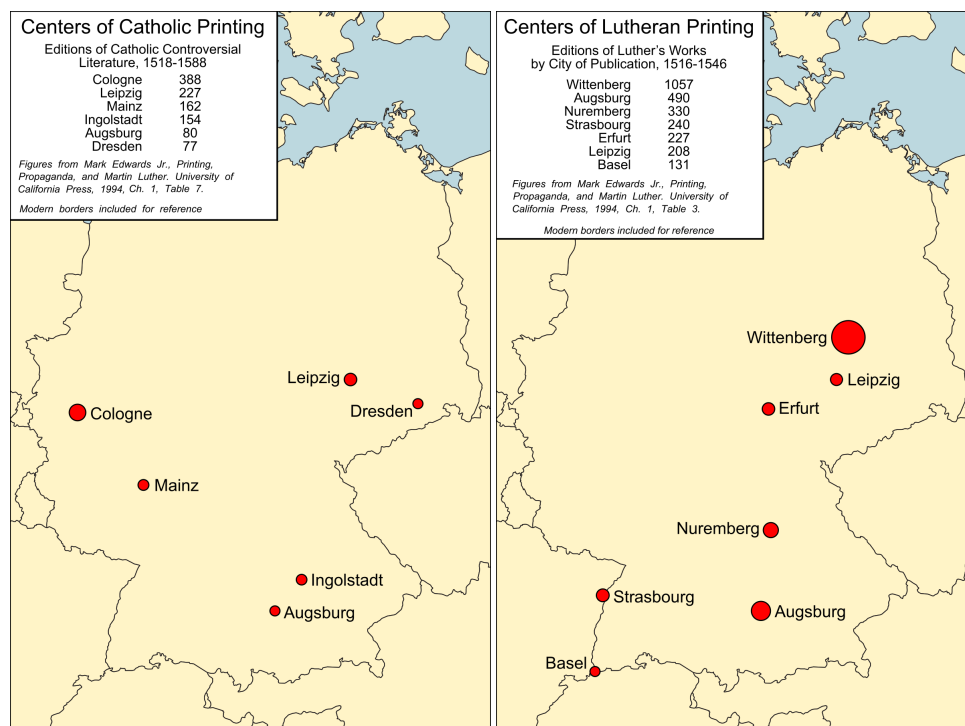 Centers of Catholic Printing
Editions of Catholic Controversial
Literature, 1518-1588
Cologne 388
Leipzig 227
Mainz 162
Ingolstadt 154
Augsburg 80
Dresden 77
Figures from Mark Edwards Jr., Printing,
Propaganda, and Martin Luther. University of
California Press, 1994, Ch. 1, Table 7.
Modern borders included for reference
Leipzig
Dresden
Cologne
Mainz
Ingolstadt
Augsburg
Centers of Lutheran Printing
Editions of Luther's Works
by City of Publication, 1516-1546
Wittenberg 1057
Augsburg 490
Nuremberg 330
Strasbourg 240
Erfurt 227
Leipzig 208
Basel 131
Figures from Mark Edwards Jr., Printing,
Propaganda, and Martin Luther. University of
California Press, 1994, Ch. 1, Table 3.
Modern borders included for reference
Wittenberg
Leipzig
Erfurt
Nuremberg
Strasbourg
Augsburg
Basel